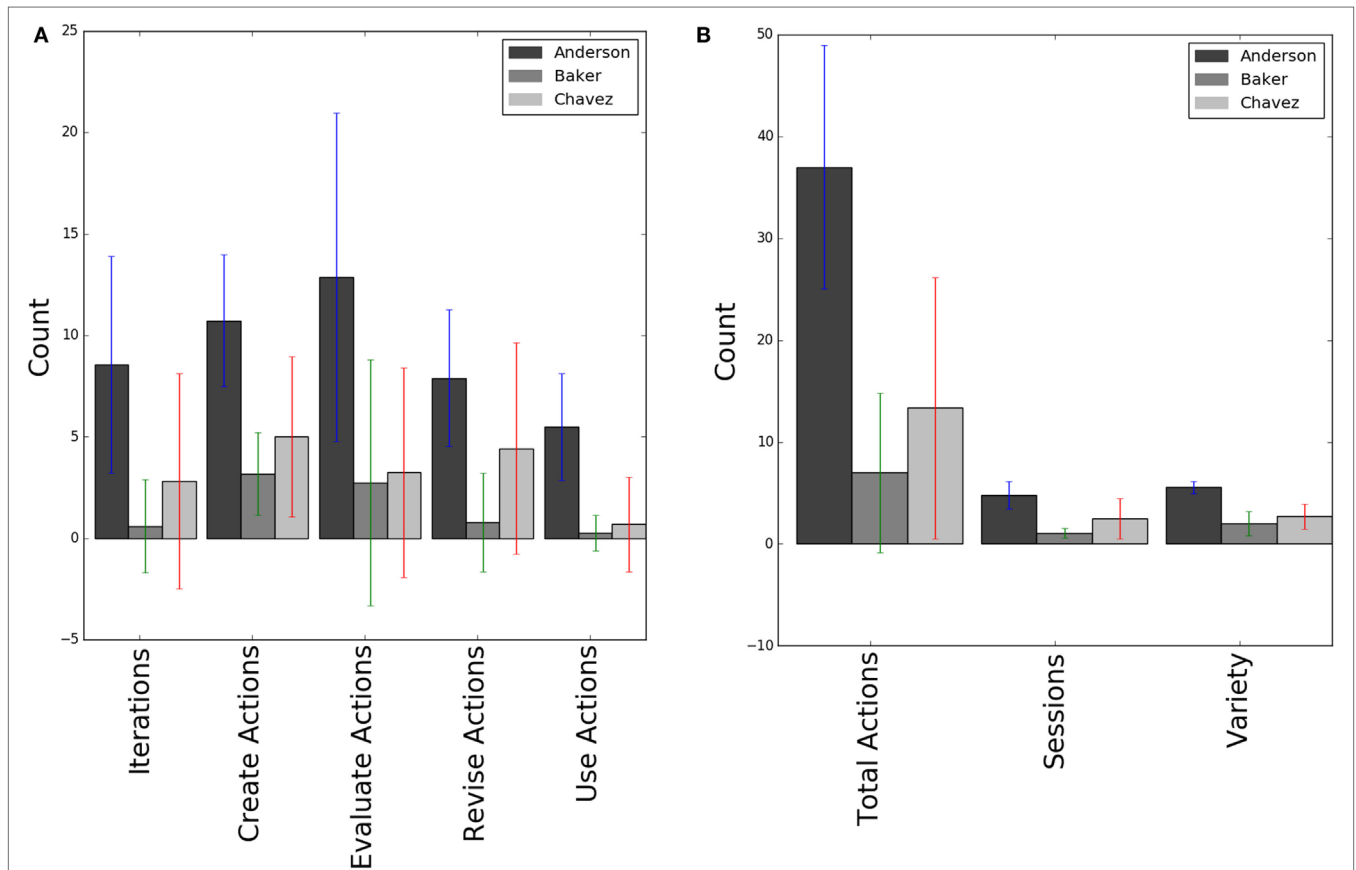 A
25
20
15
10
5
0
−5
Count
Anderson
Baker
Chavez
Iterations
Create Actions
Evaluate Actions
Revise Actions
Use Actions
B
50
40
30
20
10
0
−10
Count
Anderson
Baker
Chavez
Total Actions
Sessions
Variety